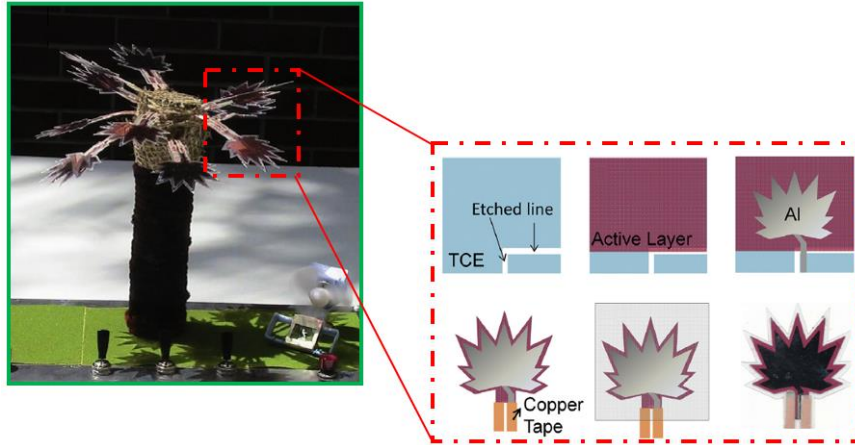 Etched line
TCE
Active Layer
Al
Copper
Tape